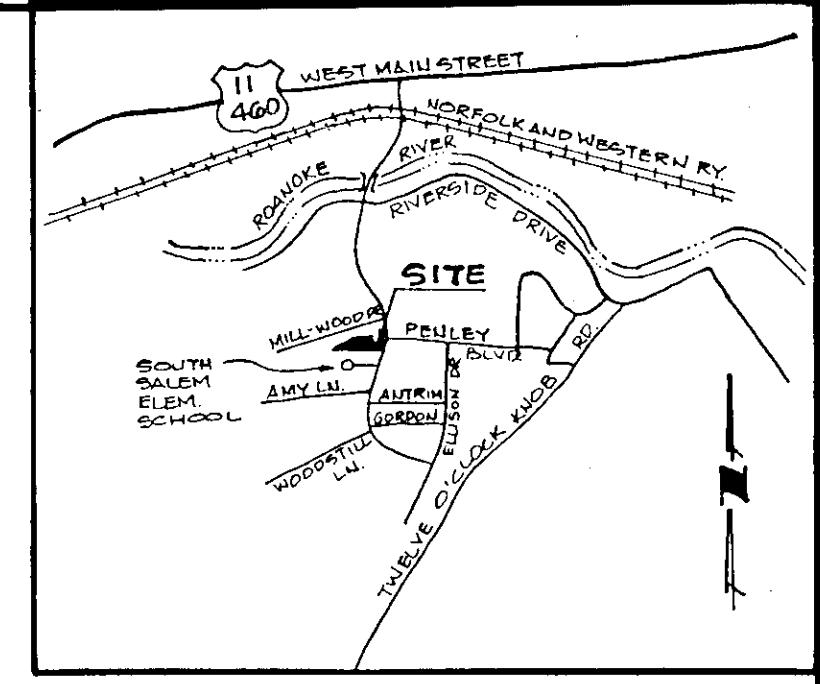 11
460
WEST MAIN STREET
NORFOLK AND WESTERN RY.
ROANOKE RIVER
RIVERSIDE DRIVE
SITE
MILL-WOOD DR
PENLEY
BLVD
RD.
SOUTH
SALEM
ELEM.
SCHOOL
AMY LN.
ANTRIM
GORDON
ELLISON DR
WOODSTILL
LN.
TWELVE O'CLOCK KNOB
N